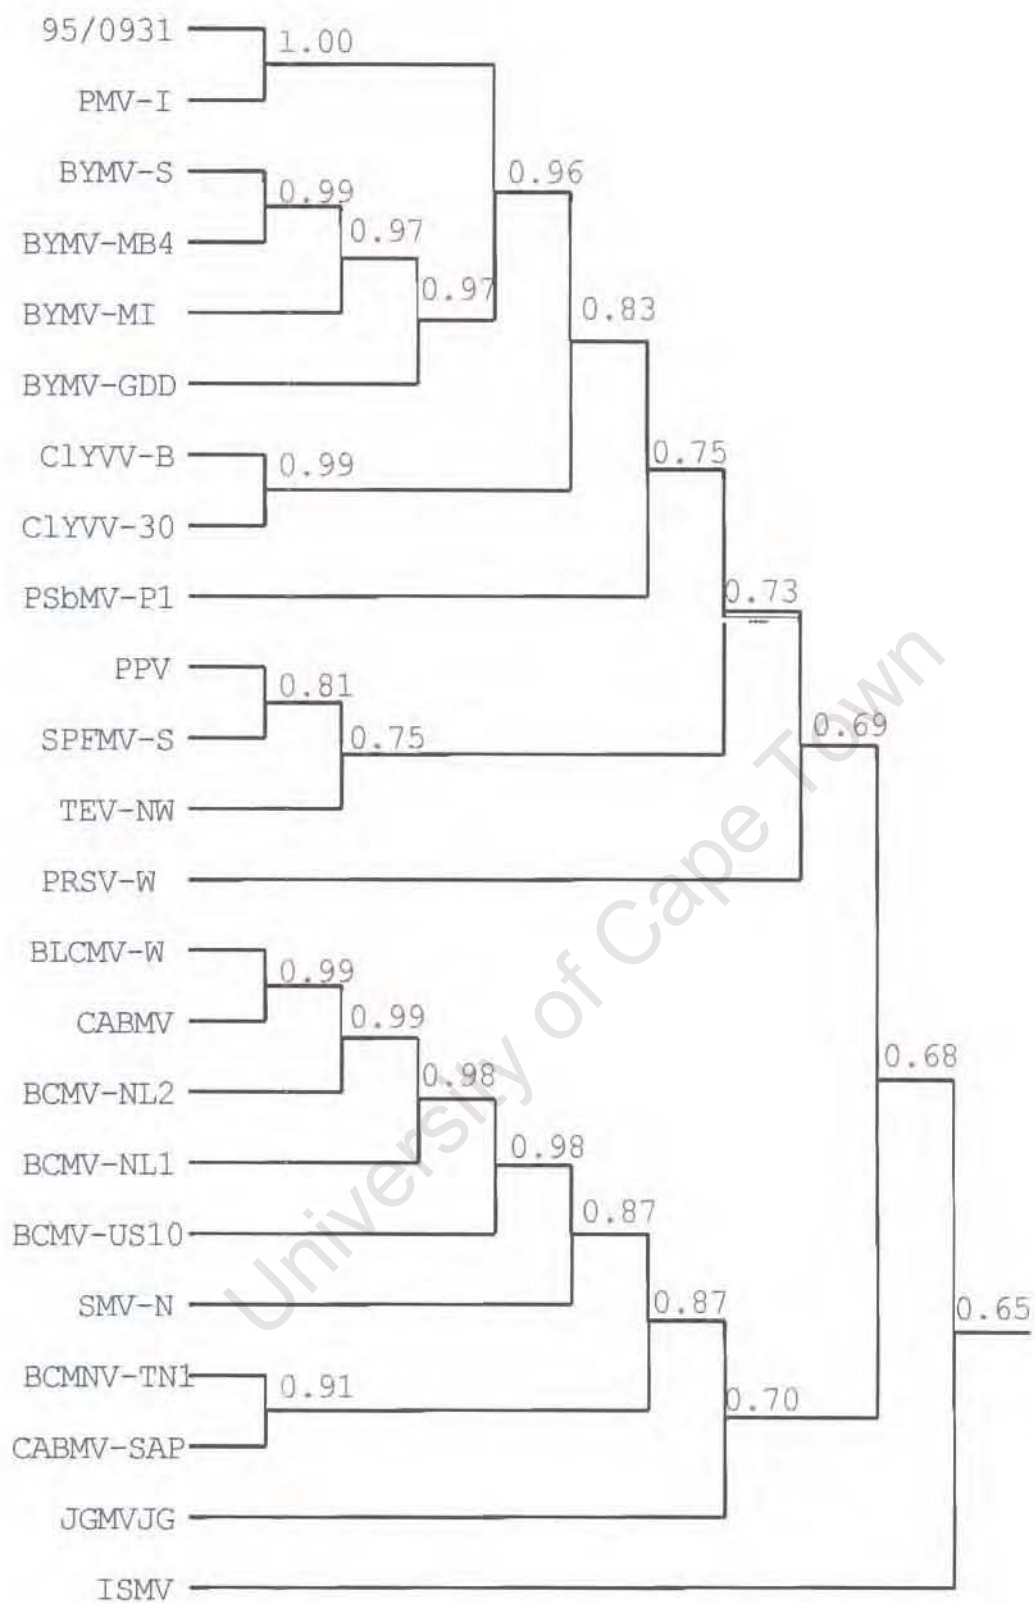 95/0931
1.00
PMV-I
BYMV-S
0.96
0.99
BYMV-MB4
0.97
BYMV-MI
0.97
0.83
BYMV-GDD
ClYVV-B
0.99
0.75
ClYVV-30
PSbMV-P1
0.73
PPV
0.81
SPFMV-S
0.75
0.69
TEV-NW
PRSV-W
BLCMV-W
0.99
CABMV
0.99
BCMV-NL2
0.98
0.68
BCMV-NL1
0.98
BCMV-US10
0.87
SMV-N
0.87
0.65
BCMNV-TN1
0.91
0.70
CABMV-SAP
JGMVJG
ISMV
University of Cape Town